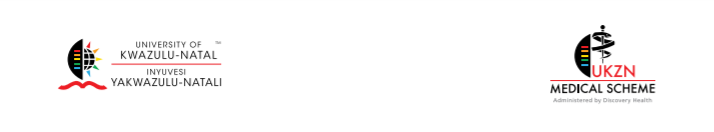 UNIVERSITY OF ™
KWAZULU-NATAL
INYUVESI
YAKWAZULU-NATALI
UKZN
MEDICAL SCHEME
Administered by Discovery Health